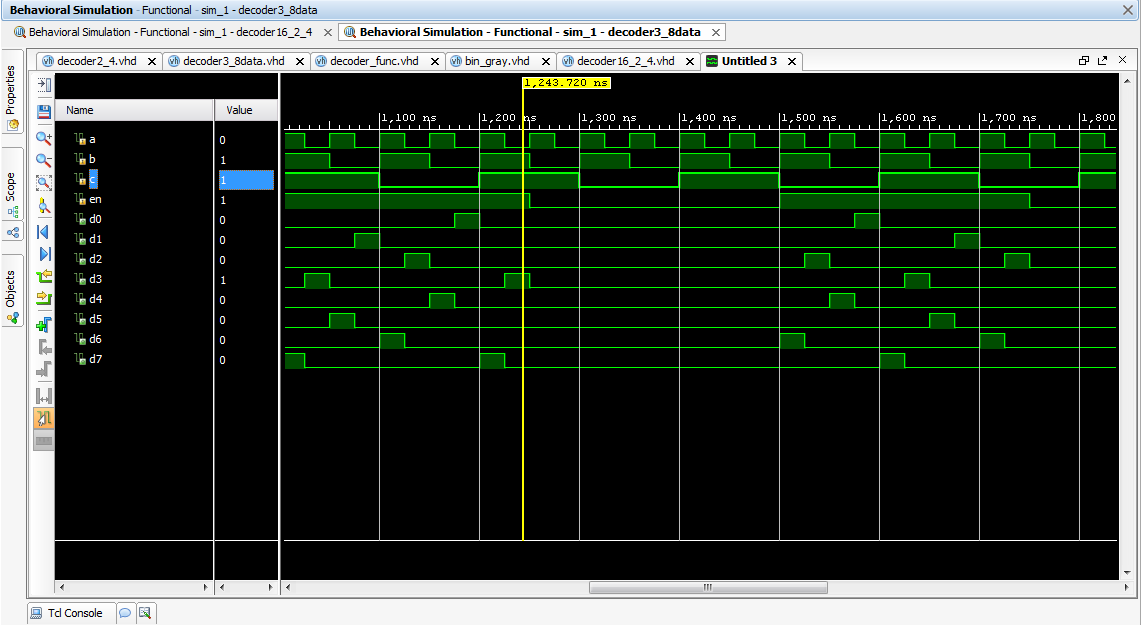 Behavioral Simulation - Functional - sim_1 - decoder3_8data
Behavioral Simulation - Functional - sim_1 - decoder16_2_4
Behavioral Simulation - Functional - sim_1 - decoder3_8data
decoder2_4.vhd
decoder3_8data.vhd
decoder_func.vhd
bin_gray.vhd
decoder16_2_4.vhd
Untitled 3
Properties
Scope
Objects
1,243.720 ns
Name
Value
1,100 ns
1,200 ns
1,300 ns
1,400 ns
1,500 ns
1,600 ns
1,700 ns
1,800
a 0
b 1
c 1
en 1
d0 0
d1 0
d2 0
d3 1
d4 0
d5 0
d6 0
d7 0
Tcl Console